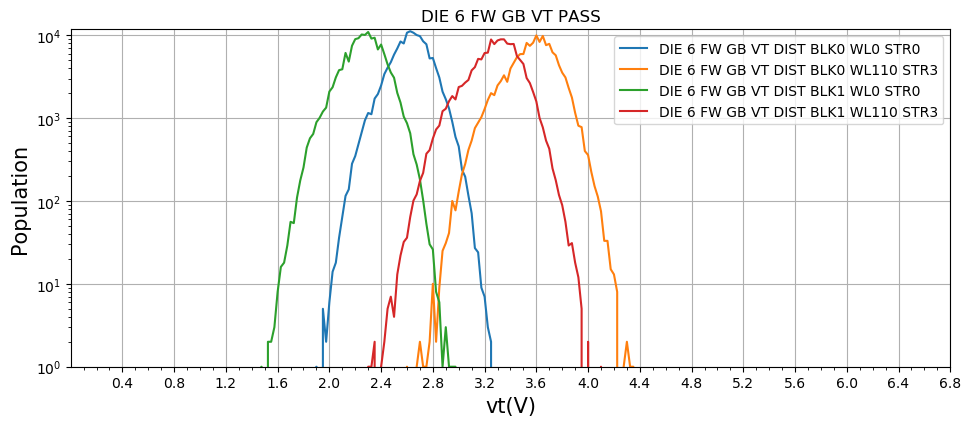 DIE 6 FW GB VT PASS
DIE 6 FW GB VT DIST BLK0 WL0 STR0
DIE 6 FW GB VT DIST BLK0 WL110 STR3
DIE 6 FW GB VT DIST BLK1 WL0 STR0
DIE 6 FW GB VT DIST BLK1 WL110 STR3
Population
10⁴
10³
10²
10¹
10⁰
0.4 0.8 1.2 1.6 2.0 2.4 2.8 3.2 3.6 4.0 4.4 4.8 5.2 5.6 6.0 6.4 6.8
vt(V)